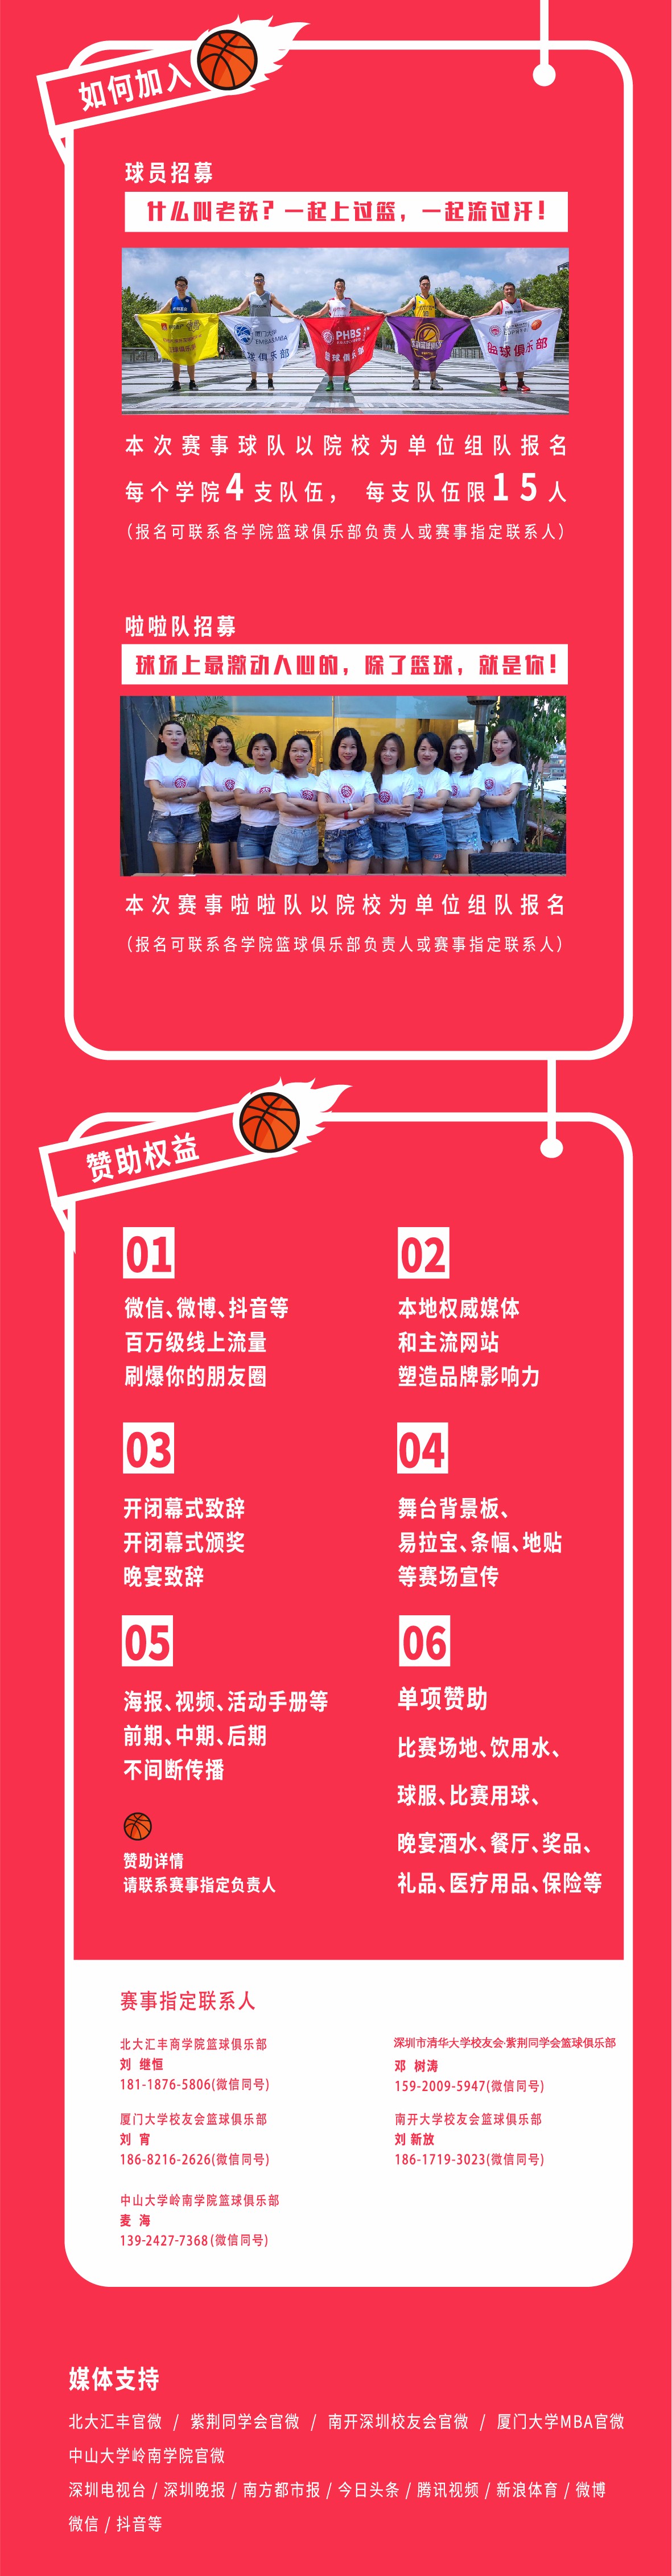 如何加入
球员招募
什么叫老铁？一起上过篮，一起流过汗！
厦门大学
EMBA&MBA
球俱乐部
PHBS
篮球俱乐部
篮球俱乐部
本次赛事球队以院校为单位组队报名
每个学院4支队伍， 每支队伍限15人
（报名可联系各学院篮球俱乐部负责人或赛事指定联系人）
啦啦队招募
球场上最激动人心的，除了篮球，就是你！
本次赛事啦啦队以院校为单位组队报名
（报名可联系各学院篮球俱乐部负责人或赛事指定联系人）
赞助权益
01
微信、微博、抖音等
百万级线上流量
刷爆你的朋友圈
02
本地权威媒体
和主流网站
塑造品牌影响力
03
开闭幕式致辞
开闭幕式颁奖
晚宴致辞
04
舞台背景板、
易拉宝、条幅、地贴
等赛场宣传
05
海报、视频、活动手册等
前期、中期、后期
不间断传播
06
单项赞助
比赛场地、饮用水、
球服、比赛用球、
晚宴酒水、餐厅、奖品、
礼品、医疗用品、保险等
赞助详情
请联系赛事指定负责人
赛事指定联系人
北大汇丰商学院篮球俱乐部
刘 继恒
181-1876-5806(微信同号)
深圳市清华大学校友会·紫荆同学会篮球俱乐部
邓 树涛
159-2009-5947(微信同号)
厦门大学校友会篮球俱乐部
刘 宵
186-8216-2626(微信同号)
南开大学校友会篮球俱乐部
刘 新放
186-1719-3023(微信同号)
中山大学岭南学院篮球俱乐部
麦 海
139-2427-7368(微信同号)
媒体支持
北大汇丰官微 / 紫荆同学会官微 / 南开深圳校友会官微 / 厦门大学MBA官微
中山大学岭南学院官微
深圳电视台 / 深圳晚报 / 南方都市报 / 今日头条 / 腾讯视频 / 新浪体育 / 微博
微信 / 抖音等